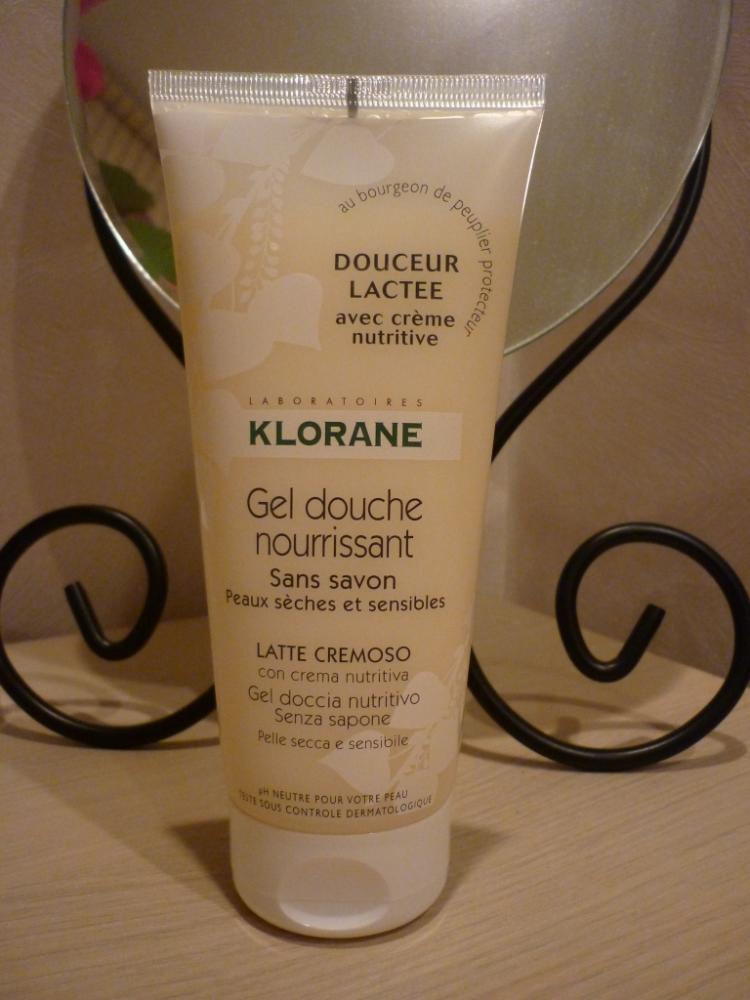 au bourgeon de peuplier protecteur
DOUCEUR
LACTEE
avec crème
nutritive
LABORATOIRES
KLORANE
Gel douche
nourrissant
Sans savon
Peaux sèches et sensibles
LATTE CREMOSO
con crema nutritiva
Gel doccia nutritivo
Senza sapone
Pelle secca e sensibile
pH NEUTRE POUR VOTRE PEAU
TESTE SOUS CONTROLE DERMATOLOGIQUE